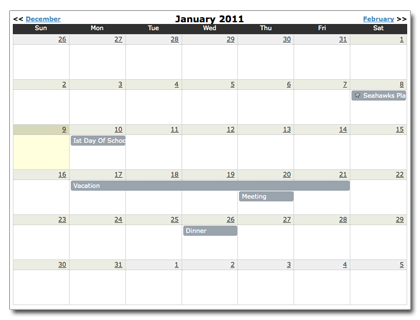 << December January 2011 February >>
Sun Mon Tue Wed Thu Fri Sat
26 27 28 29 30 31 1
2 3 4 5 6 7 8
Seahawks Pla
9 10 11 12 13 14 15
Ist Day Of Schoo
16 17 18 19 20 21 22
Vacation
Meeting
23 24 25 26 27 28 29
Dinner
30 31 1 2 3 4 5